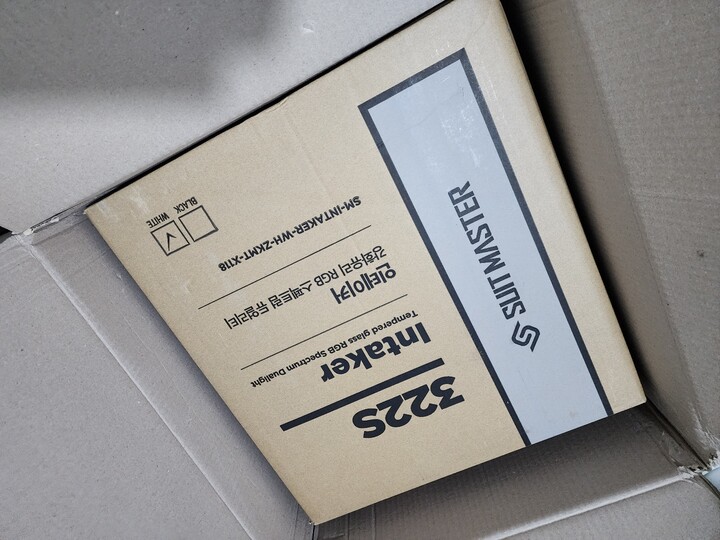 SUIT MASTER
322S
Intaker
Tempered glass RGB Spectrum Dualight
인테이커
강화유리 RGB 스펙트럼 듀얼라이트
SM-INTAKER-WH-ZKMT-X118
BLACK
WHITE